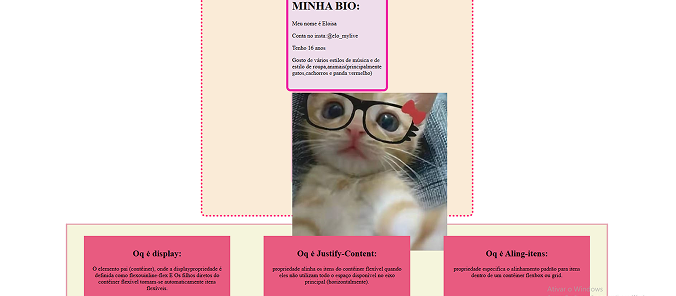 MINHA BIO:
Meu nome é Eloisa
Conta no insta:@elo_mylive
Tenho 16 anos
Gosto de vários estilos de música e de
estilo de roupa,animais(principalmente
gatos,cachorros e panda vermelho)
Oq é display:
O elemento pai (contêiner), onde a displaypropriedade é
definida como flexouinline-flex E Os filhos diretos do
contêiner flexível tornam-se automaticamente itens
flexíveis.
Oq é Justify-Content:
propriedade alinha os itens do contêiner flexível quando
eles não utilizam todo o espaço disponível no eixo
principal (horizontalmente).
Oq é Aling-itens:
propriedade especifica o alinhamento padrão para itens
dentro de um contêiner flexbox ou grid.